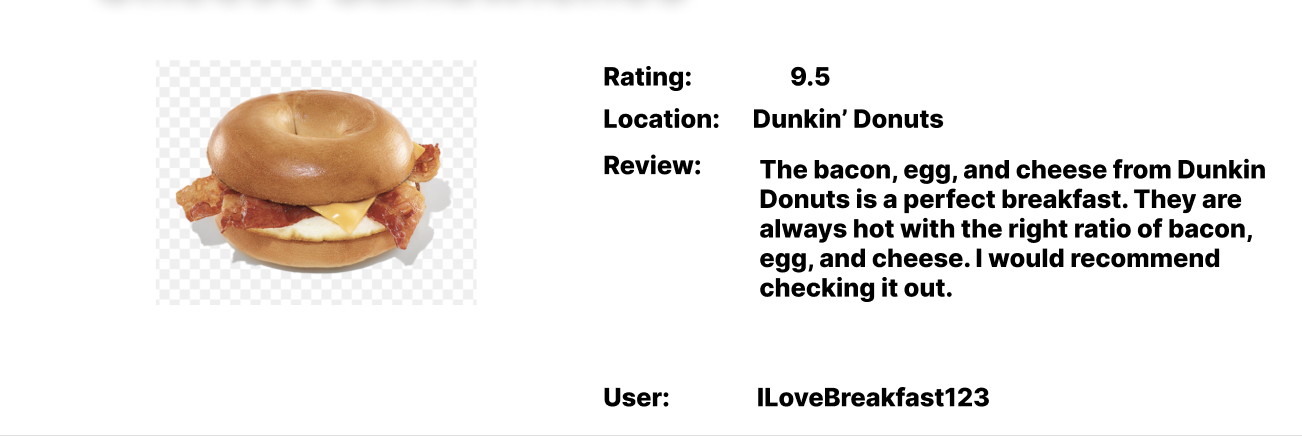 Rating: 9.5
Location: Dunkin’ Donuts
Review: The bacon, egg, and cheese from Dunkin
Donuts is a perfect breakfast. They are
always hot with the right ratio of bacon,
egg, and cheese. I would recommend
checking it out.
User: ILoveBreakfast123